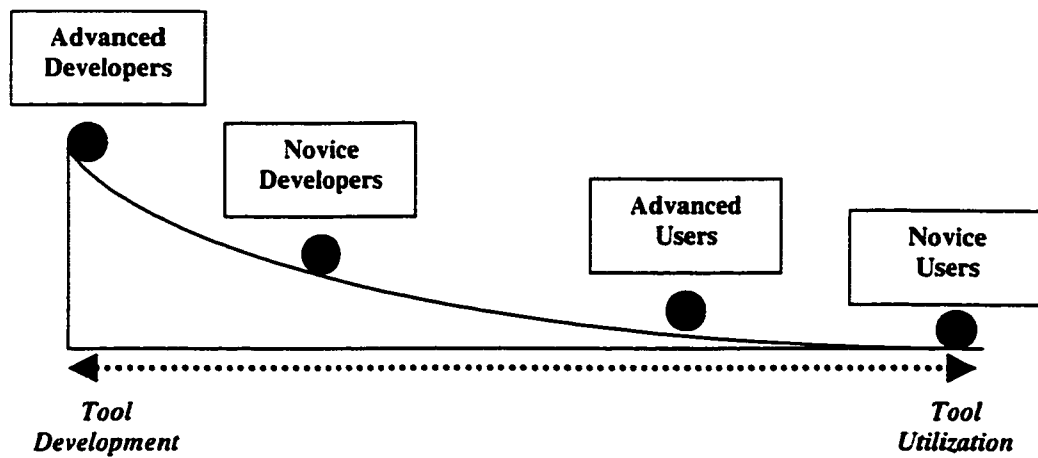 Advanced
Developers
Novice
Developers
Advanced
Users
Novice
Users
Tool
Development
Tool
Utilization